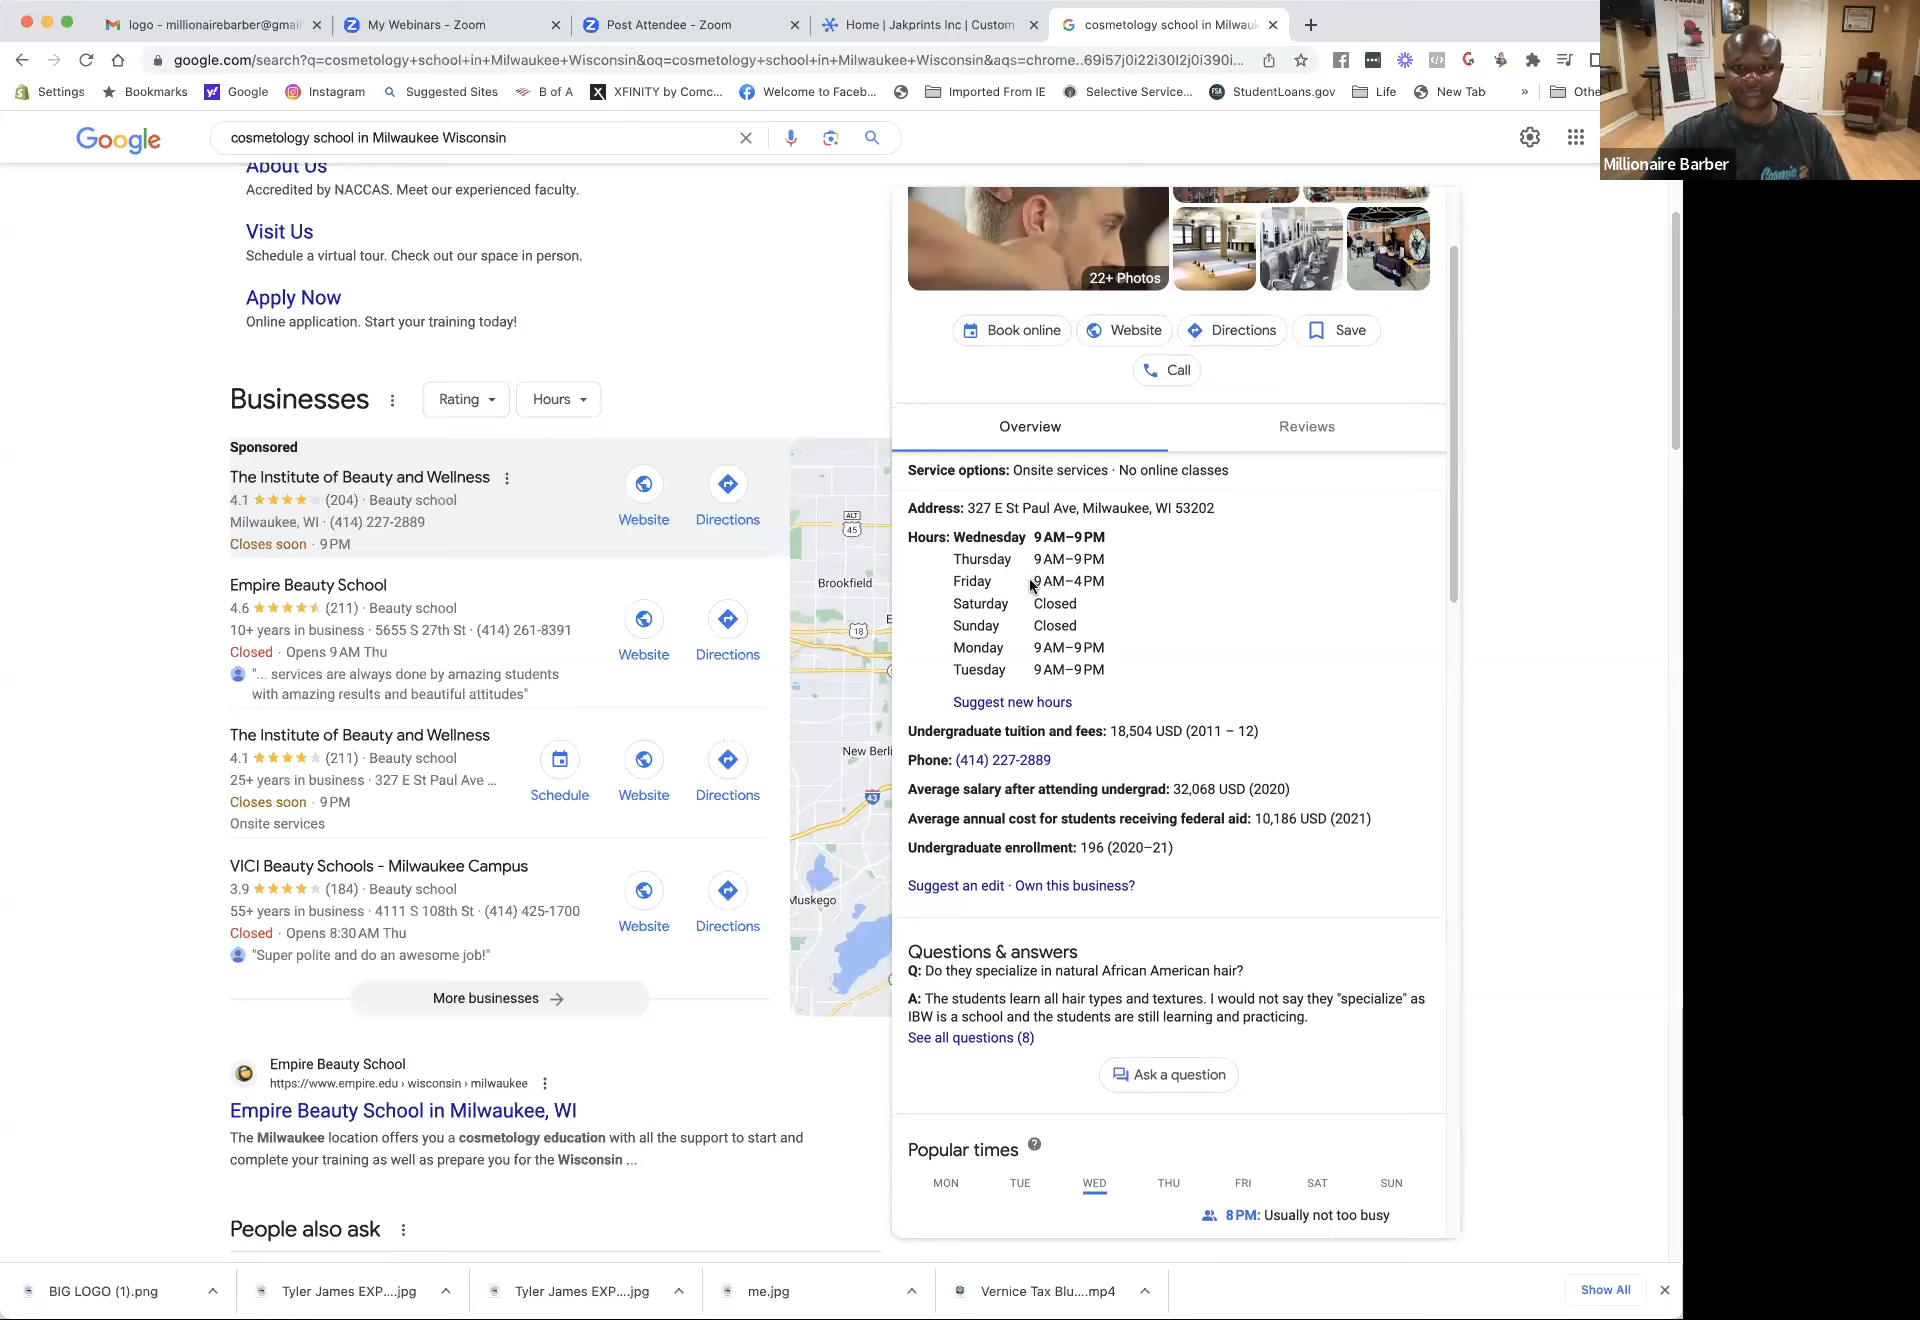 logo - millionairebarber@gmai
My Webinars - Zoom
Post Attendee - Zoom
Home | Jakprints Inc | Custom
cosmetology school in Milwauk
google.com/search?q=cosmetology+school+in+Milwaukee+Wisconsin&oq=cosmetology+school+in+Milwaukee+Wisconsin&aqs=chrome..69i57j0i22i30l2j0i390i...
Settings
Bookmarks
Google
Instagram
Suggested Sites
B of A
XFINITY by Comc...
Welcome to Faceb...
Imported From IE
Selective Service...
StudentLoans.gov
Life
New Tab
»
Othe
Millionaire Barber
Google
cosmetology school in Milwaukee Wisconsin
About Us
Accredited by NACCAS. Meet our experienced faculty.
Visit Us
Schedule a virtual tour. Check out our space in person.
Apply Now
Online application. Start your training today!
Businesses
Rating
Hours
Sponsored
The Institute of Beauty and Wellness
4.1 (204) · Beauty school
Milwaukee, WI · (414) 227-2889
Closes soon · 9 PM
Website
Directions
Empire Beauty School
4.6 (211) · Beauty school
10+ years in business · 5655 S 27th St · (414) 261-8391
Closed · Opens 9 AM Thu
"... services are always done by amazing students
with amazing results and beautiful attitudes"
Website
Directions
The Institute of Beauty and Wellness
4.1 (211) · Beauty school
25+ years in business · 327 E St Paul Ave ...
Closes soon · 9 PM
Onsite services
Schedule
Website
Directions
VICI Beauty Schools - Milwaukee Campus
3.9 (184) · Beauty school
55+ years in business · 4111 S 108th St · (414) 425-1700
Closed · Opens 8:30 AM Thu
"Super polite and do an awesome job!"
Website
Directions
More businesses
ALT
45
Brookfield
E
18
New Berli
43
Muskego
Empire Beauty School
https://www.empire.edu › wisconsin › milwaukee
Empire Beauty School in Milwaukee, WI
The Milwaukee location offers you a cosmetology education with all the support to start and
complete your training as well as prepare you for the Wisconsin ...
People also ask
22+ Photos
Book online
Website
Directions
Save
Call
Overview
Reviews
Service options: Onsite services · No online classes
Address: 327 E St Paul Ave, Milwaukee, WI 53202
Hours: Wednesday 9 AM–9 PM
Thursday 9 AM–9 PM
Friday 9 AM–4 PM
Saturday Closed
Sunday Closed
Monday 9 AM–9 PM
Tuesday 9 AM–9 PM
Suggest new hours
Undergraduate tuition and fees: 18,504 USD (2011 – 12)
Phone: (414) 227-2889
Average salary after attending undergrad: 32,068 USD (2020)
Average annual cost for students receiving federal aid: 10,186 USD (2021)
Undergraduate enrollment: 196 (2020–21)
Suggest an edit · Own this business?
Questions & answers
Q: Do they specialize in natural African American hair?
A: The students learn all hair types and textures. I would not say they "specialize" as
IBW is a school and the students are still learning and practicing.
See all questions (8)
Ask a question
Popular times
MON TUE WED THU FRI SAT SUN
8 PM: Usually not too busy
BIG LOGO (1).png
Tyler James EXP....jpg
Tyler James EXP....jpg
me.jpg
Vernice Tax Blu....mp4
Show All